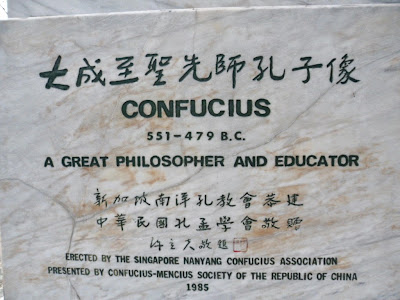 大成至聖先師孔子像
CONFUCIUS
551-479 B.C.
A GREAT PHILOSOPHER AND EDUCATOR
新加坡南洋孔教會恭建
中華民國孔孟學會敬贈
敬題
ERECTED BY THE SINGAPORE NANYANG CONFUCIUS ASSOCIATION
PRESENTED BY CONFUCIUS-MENCIUS SOCIETY OF THE REPUBLIC OF CHINA
1985